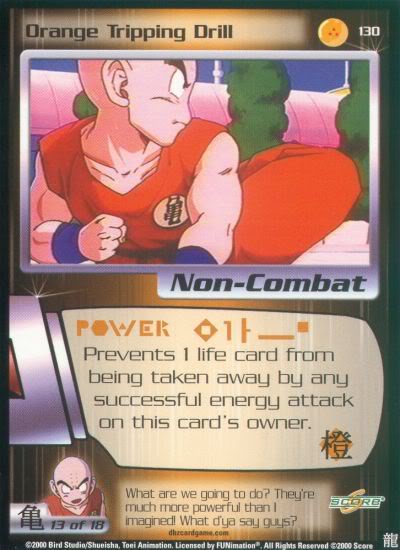 Orange Tripping Drill
130
亀
Non-Combat
POWER
Prevents 1 life card from
being taken away by any
successful energy attack
on this card's owner.
橙
亀 13 of 18
What are we going to do? They're
much more powerful than I
imagined! What d'ya say guys?
dbzcardgame.com
SCORE
©2000 Bird Studio/Shueisha, Toei Animation. Licensed by FUNimation®. All Rights Reserved ©2000 Score
龍